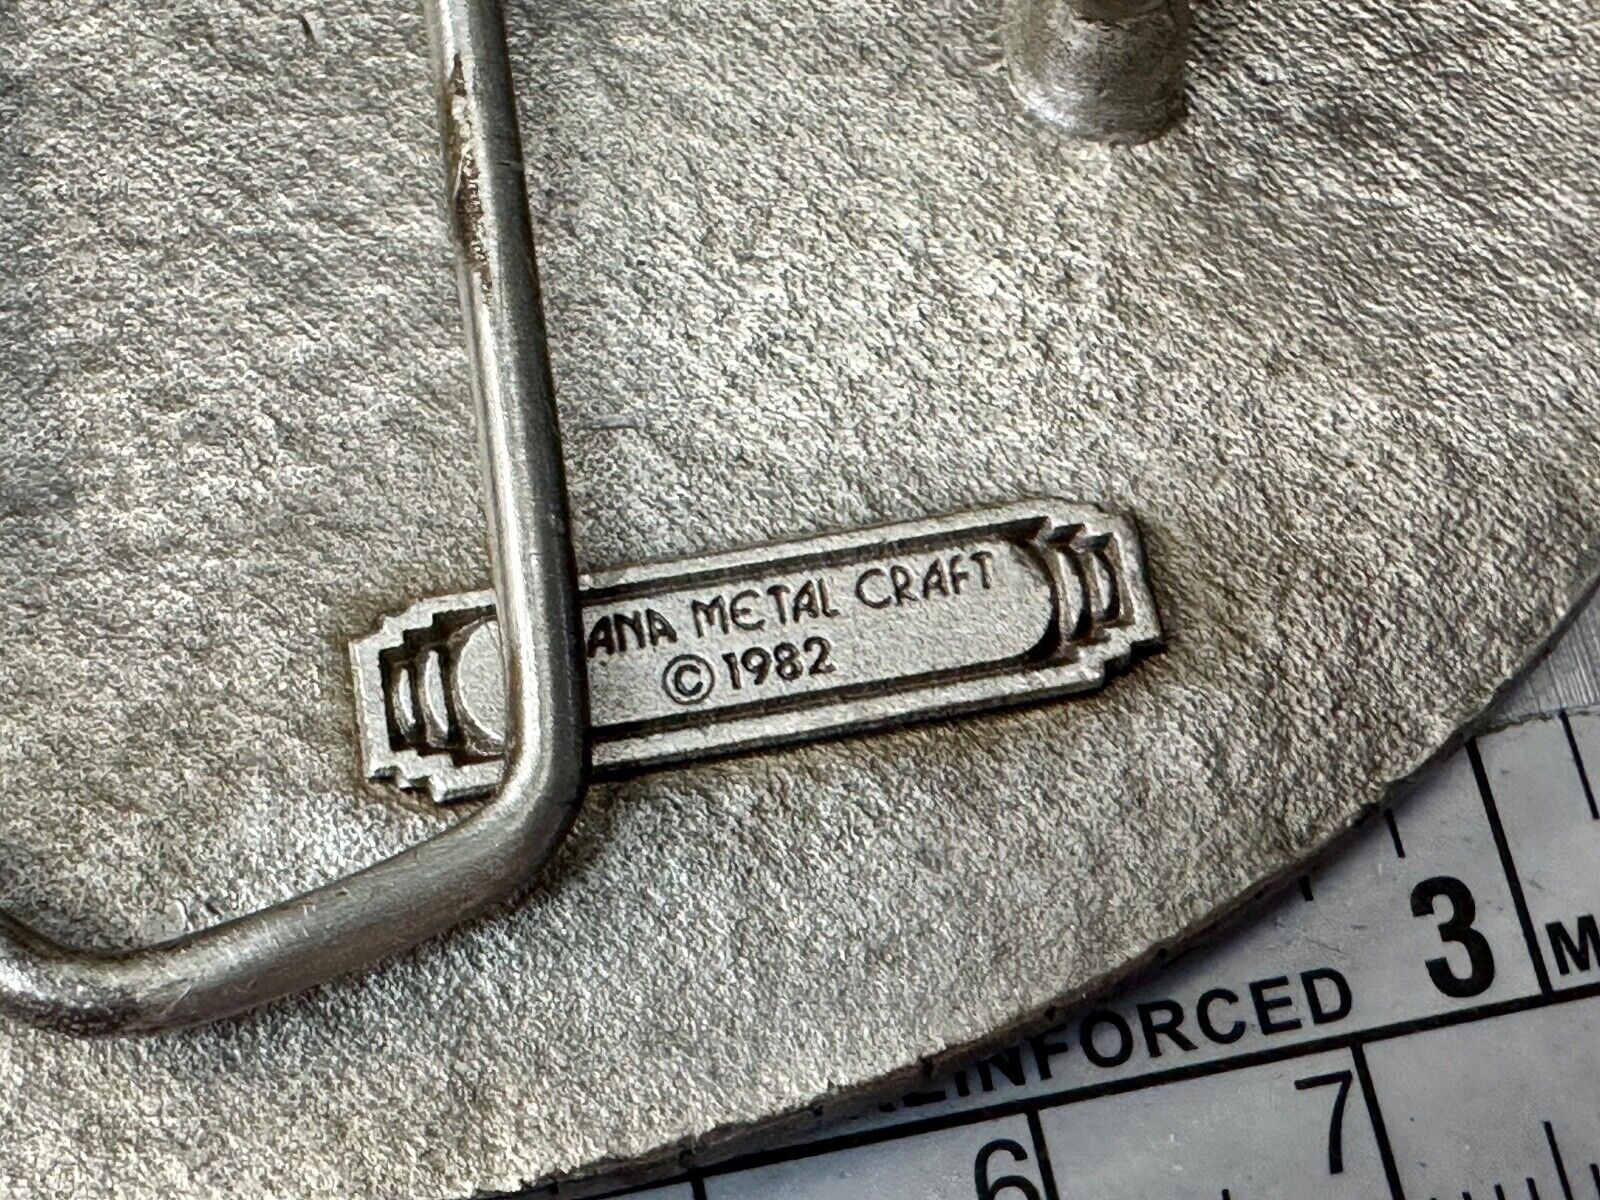 ANA METAL CRAFT
©1982
3 M
REINFORCED
6 7